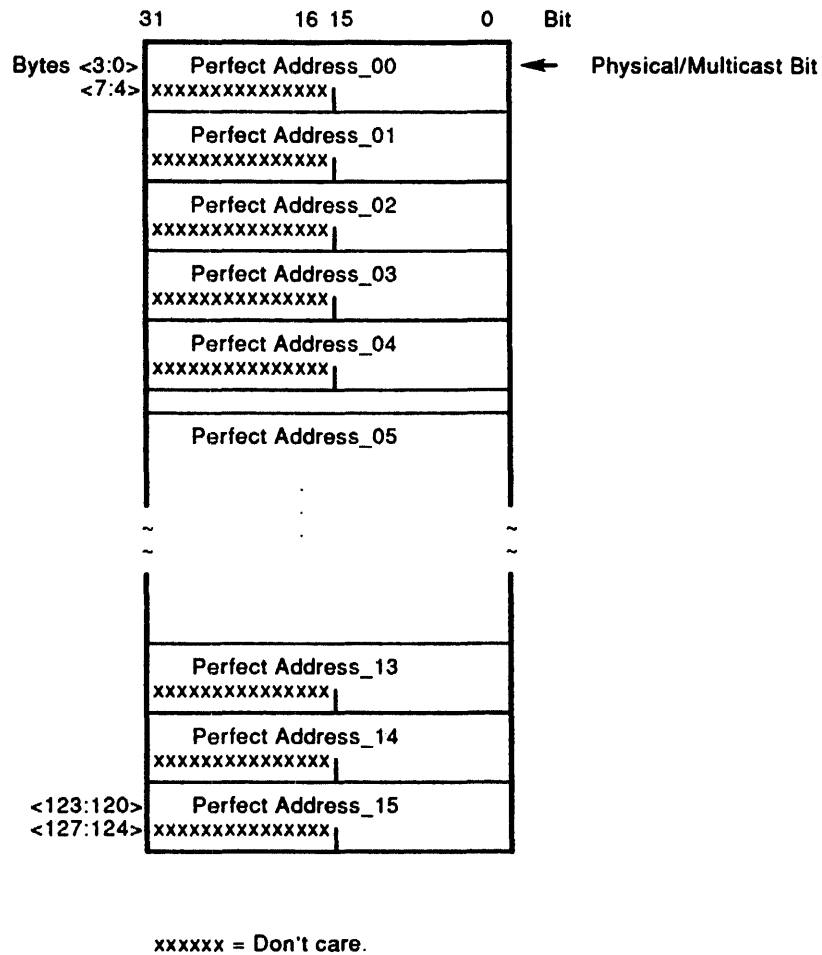 31 16 15 0 Bit
Bytes <3:0> Perfect Address_00 Physical/Multicast Bit
<7:4> xxxxxxxxxxxxxxx
Perfect Address_01
xxxxxxxxxxxxxxx
Perfect Address_02
xxxxxxxxxxxxxxx
Perfect Address_03
xxxxxxxxxxxxxxx
Perfect Address_04
xxxxxxxxxxxxxxx
Perfect Address_05
.
.
.
~ ~
~ ~
Perfect Address_13
xxxxxxxxxxxxxxx
Perfect Address_14
xxxxxxxxxxxxxxx
<123:120> Perfect Address_15
<127:124> xxxxxxxxxxxxxxx
xxxxxx = Don't care.